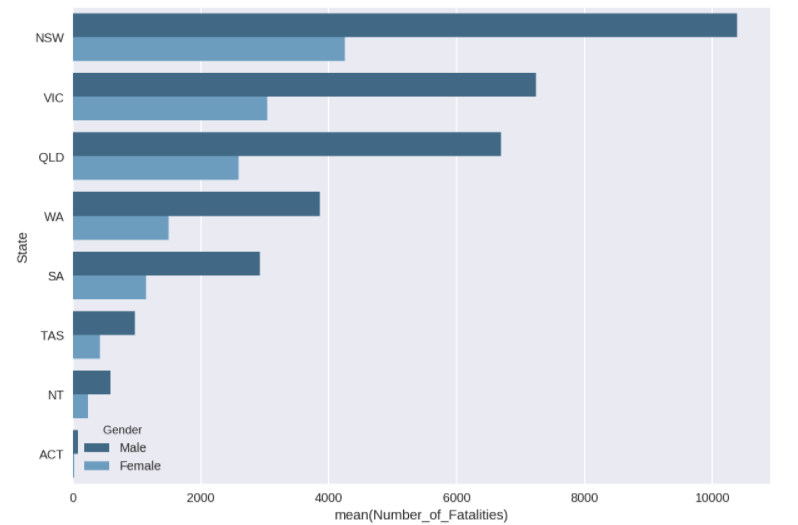 NSW
VIC
QLD
WA
SA
TAS
NT
ACT
State
Gender
Male
Female
0 2000 4000 6000 8000 10000
mean(Number_of_Fatalities)